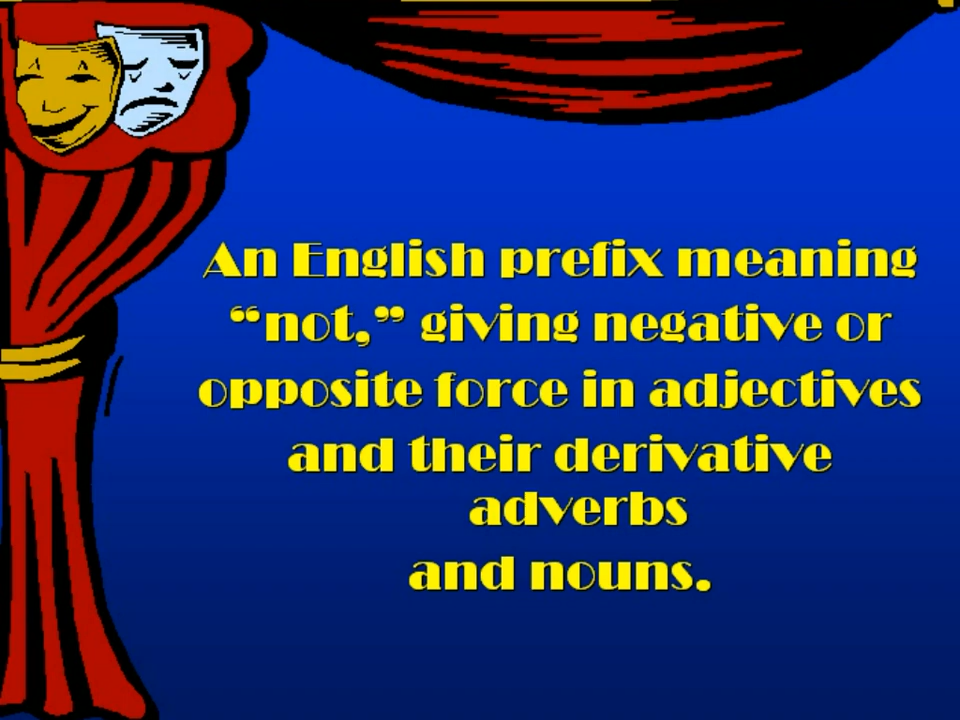 An English prefix meaning
“not,” giving negative or
opposite force in adjectives
and their derivative
adverbs
and nouns.